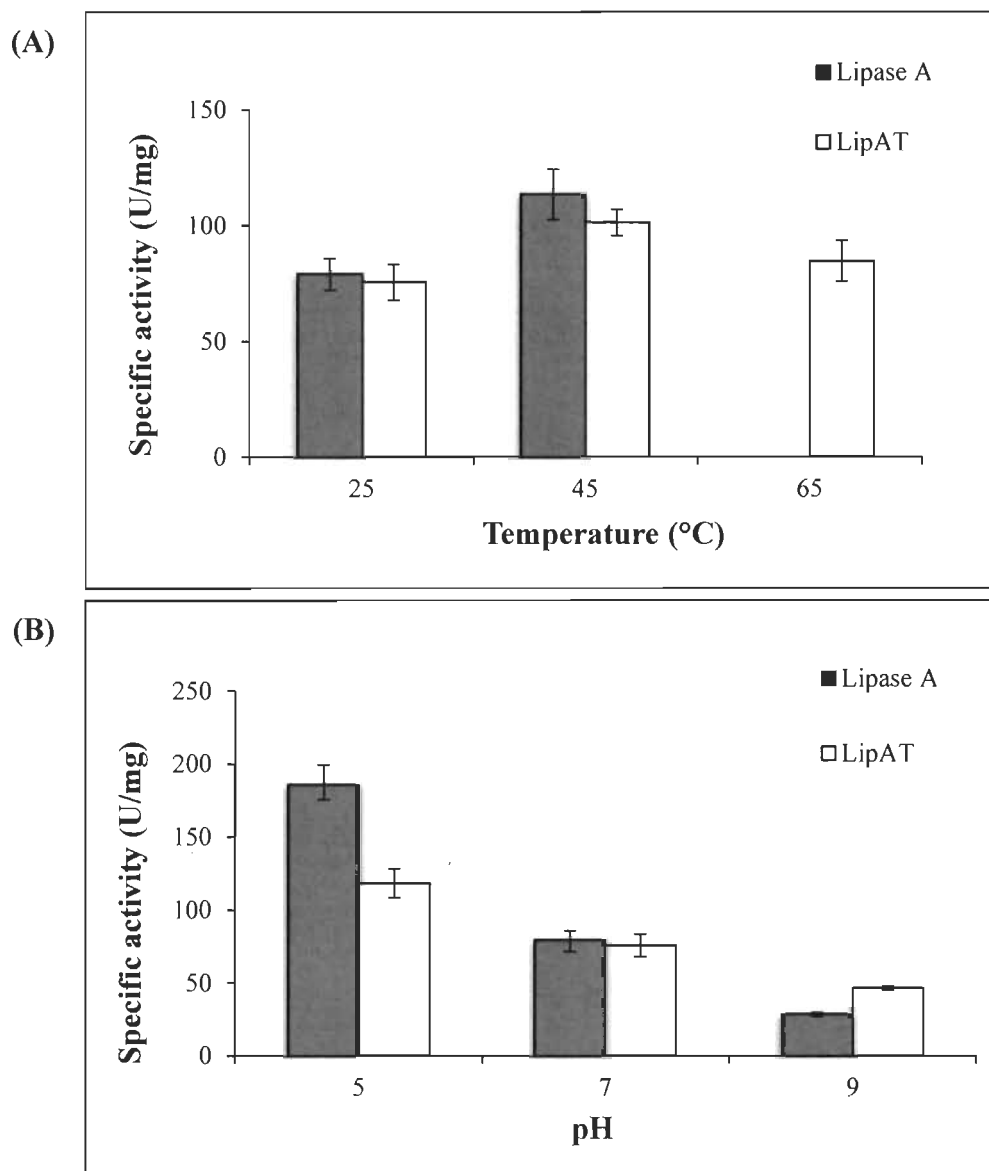 (A)
Lipase A
LipAT
Specific activity (U/mg)
150
100
50
0
25 45 65
Temperature (°C)
(B)
Lipase A
LipAT
Specific activity (U/mg)
250
200
150
100
50
0
5 7 9
pH